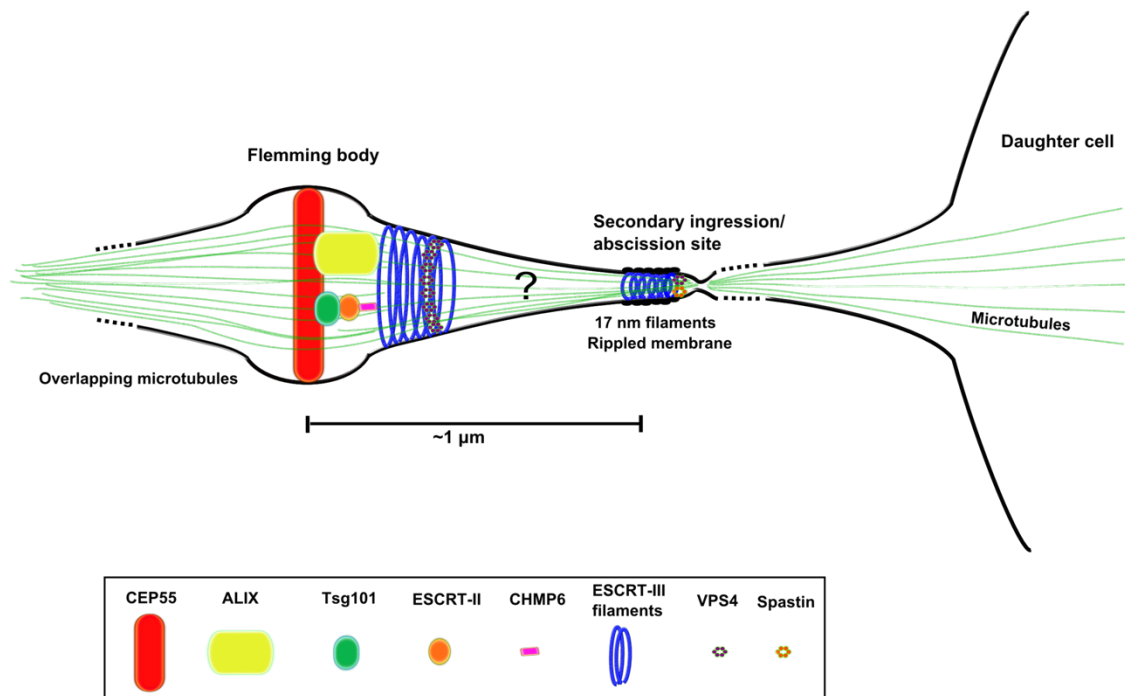 Flemming body
Daughter cell
Secondary ingression/
abscission site
?
17 nm filaments
Rippled membrane
Microtubules
Overlapping microtubules
~1 µm
CEP55
ALIX
Tsg101
ESCRT-II
CHMP6
ESCRT-III
filaments
VPS4
Spastin